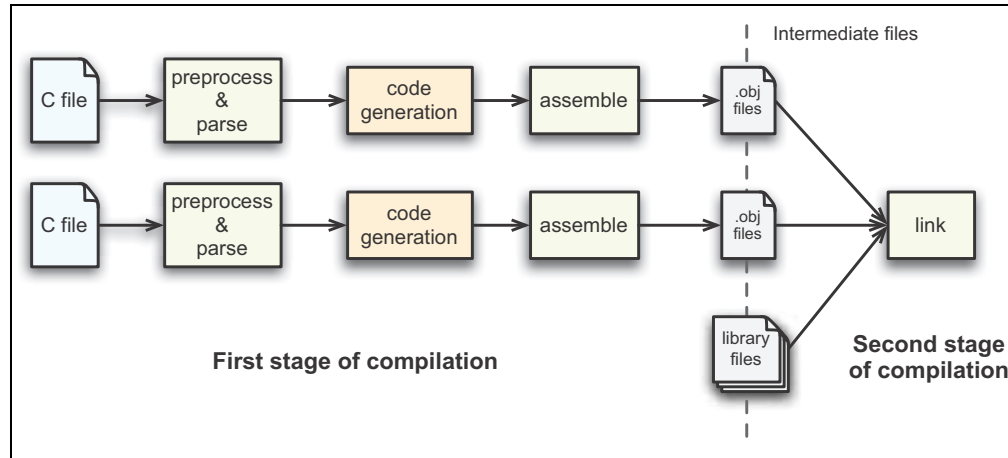 Intermediate files
C file
preprocess
&
parse
code
generation
assemble
.obj
files
C file
preprocess
&
parse
code
generation
assemble
.obj
files
link
library
files
First stage of compilation
Second stage
of compilation